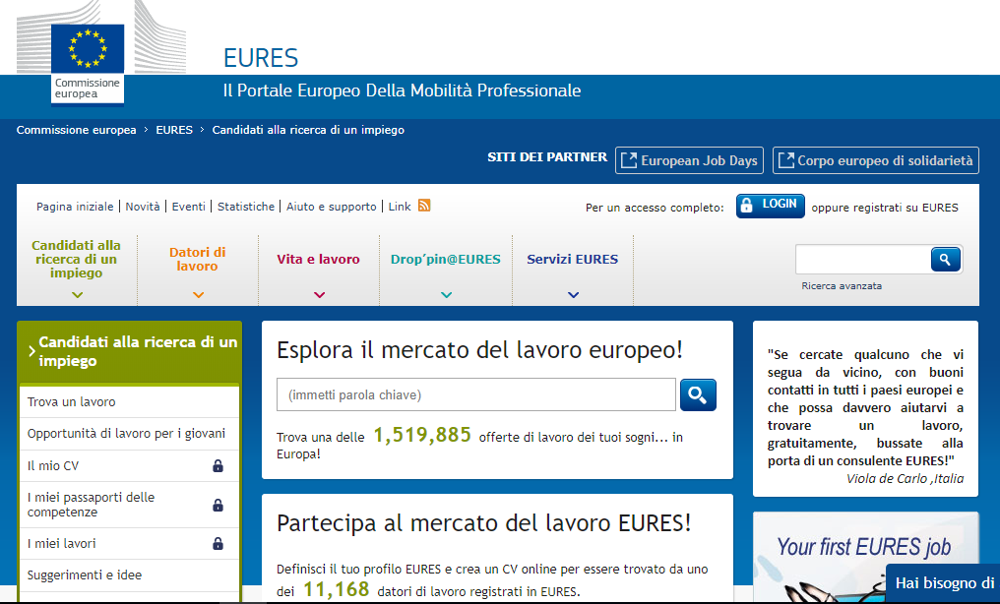 Commissione
europea
EURES
Il Portale Europeo Della Mobilità Professionale
Commissione europea › EURES › Candidati alla ricerca di un impiego
SITI DEI PARTNER European Job Days Corpo europeo di solidarietà
Pagina iniziale | Novità | Eventi | Statistiche | Aiuto e supporto | Link
Per un accesso completo: LOGIN oppure registrati su EURES
Candidati alla
ricerca di un
impiego
Datori di
lavoro
Vita e lavoro
Drop'pin@EURES
Servizi EURES
Ricerca avanzata
Candidati alla ricerca di un
impiego
Trova un lavoro
Opportunità di lavoro per i giovani
Il mio CV
I miei passaporti delle
competenze
I miei lavori
Suggerimenti e idee
Esplora il mercato del lavoro europeo!
(immetti parola chiave)
Trova una delle 1,519,885 offerte di lavoro dei tuoi sogni... in
Europa!
Partecipa al mercato del lavoro EURES!
Definisci il tuo profilo EURES e crea un CV online per essere trovato da uno
dei 11,168 datori di lavoro registrati in EURES.
"Se cercate qualcuno che vi
segua da vicino, con buoni
contatti in tutti i paesi europei e
che possa davvero aiutarvi a
trovare un lavoro,
gratuitamente, bussate alla
porta di un consulente EURES!"
Viola de Carlo ,Italia
Your first EURES job
Hai bisogno di